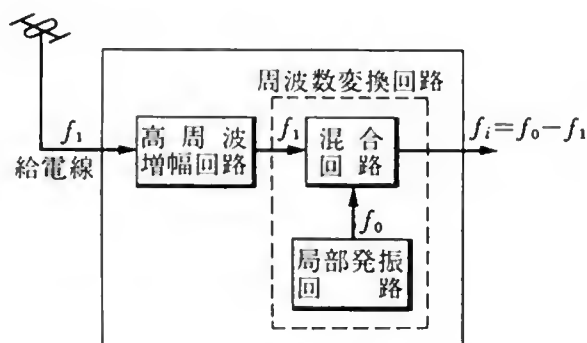 周波数変換回路
f₁
給電線
高周波
増幅回路
f₁
混合
回路
fᵢ=f₀−f₁
f₀
局部発振
回路